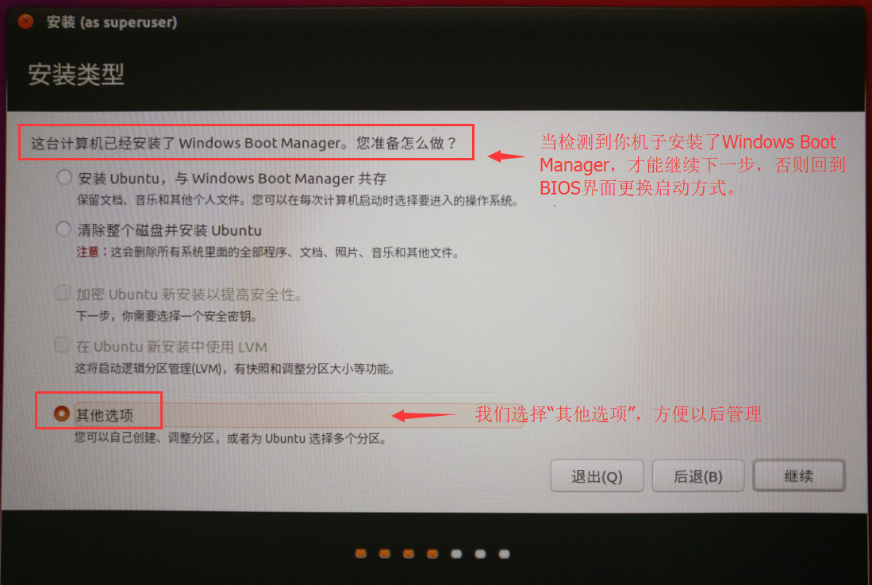 安装 (as superuser)
安装类型
这台计算机已经安装了 Windows Boot Manager。您准备怎么做？
当检测到你机子安装了Windows Boot
Manager，才能继续下一步，否则回到
BIOS界面更换启动方式。
安装 Ubuntu，与 Windows Boot Manager 共存
保留文档、音乐和其他个人文件。您可以在每次计算机启动时选择要进入的操作系统。
清除整个磁盘并安装 Ubuntu
注意：这会删除所有系统里面的全部程序、文档、照片、音乐和其他文件。
加密 Ubuntu 新安装以提高安全性。
下一步，你需要选择一个安全密钥。
在 Ubuntu 新安装中使用 LVM
这将启动逻辑分区管理(LVM)，有快照和调整分区大小等功能。
其他选项
我们选择“其他选项”，方便以后管理
您可以自己创建、调整分区，或者为 Ubuntu 选择多个分区。
退出(Q) 后退(B) 继续